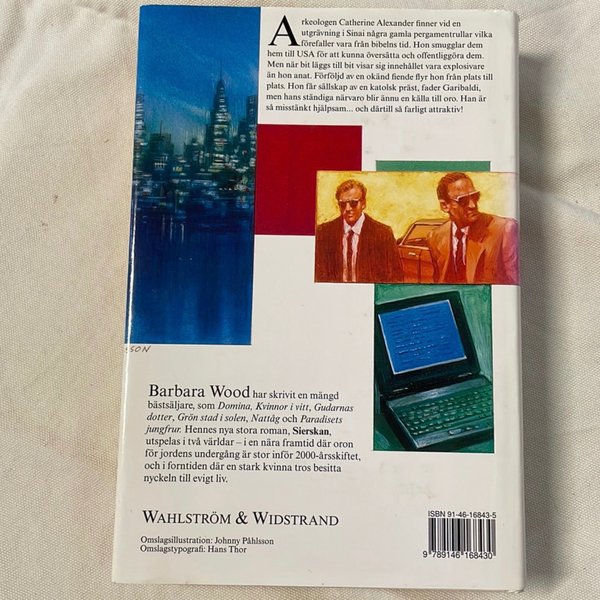 Arkeologen Catherine Alexander finner vid en
utgrävning i Sinai några gamla pergamentrullar vilka
förefaller vara från bibelns tid. Hon smugglar dem
hem till USA för att kunna översätta och offentliggöra dem.
Men när bit läggs till bit visar sig innehållet vara explosivare
än hon anat. Förföljd av en okänd fiende flyr hon från plats till
plats. Hon får sällskap av en katolsk präst, fader Garibaldi,
men hans ständiga närvaro blir ännu en källa till oro. Han är
så misstänkt hjälpsam... och därtill så farligt attraktiv!
SON
Barbara Wood har skrivit en mängd
bästsäljare, som Domina, Kvinnor i vitt, Gudarnas
dotter, Grön stad i solen, Nattåg och Paradisets
jungfrur. Hennes nya stora roman, Sierskan,
utspelas i två världar – i en nära framtid där oron
för jordens undergång är stor inför 2000-årsskiftet,
och i forntiden där en stark kvinna tros besitta
nyckeln till evigt liv.
WAHLSTRÖM & WIDSTRAND
Omslagsillustration: Johnny Påhlsson
Omslagstypografi: Hans Thor
ISBN 91-46-16843-5
9 789146 168430